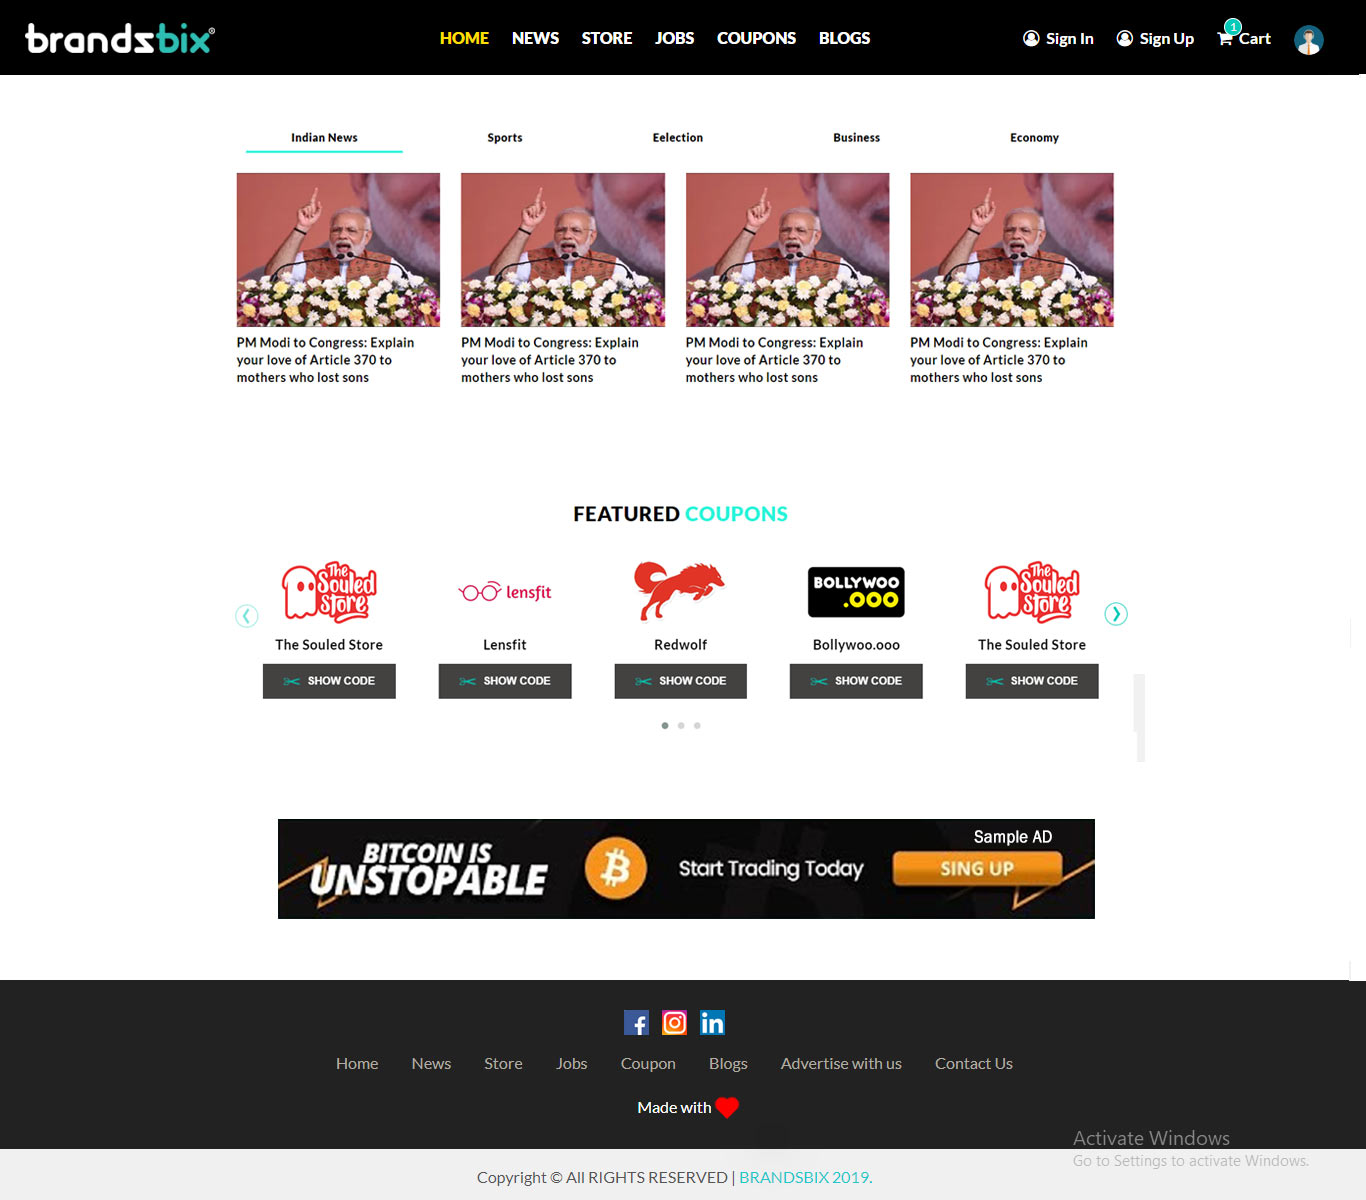 brandsbix®
HOME NEWS STORE JOBS COUPONS BLOGS
Sign In Sign Up 1 Cart
Indian News Sports Eelection Business Economy
PM Modi to Congress: Explain
your love of Article 370 to
mothers who lost sons
PM Modi to Congress: Explain
your love of Article 370 to
mothers who lost sons
PM Modi to Congress: Explain
your love of Article 370 to
mothers who lost sons
PM Modi to Congress: Explain
your love of Article 370 to
mothers who lost sons
FEATURED COUPONS
The
Souled
Store
lensfit
BOLLYWOO
.OOO
The
Souled
Store
The Souled Store Lensfit Redwolf Bollywoo.ooo The Souled Store
SHOW CODE SHOW CODE SHOW CODE SHOW CODE SHOW CODE
Sample AD
BITCOIN IS
UNSTOPABLE
Start Trading Today
SING UP
Home News Store Jobs Coupon Blogs Advertise with us Contact Us
Made with
Activate Windows
Go to Settings to activate Windows.
Copyright © All RIGHTS RESERVED | BRANDSBIX 2019.